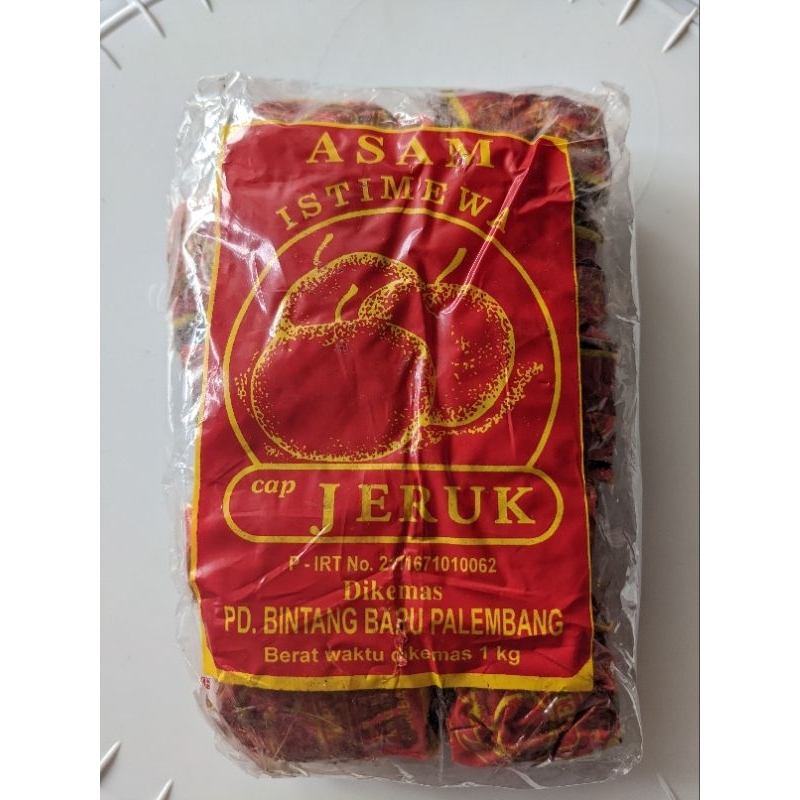 ASAM
ISTIMEWA
cap JERUK
P - IRT No.
Dikemas
PD. BINTANG BARU PALEMBANG
Berat waktu dikemas 1 kg